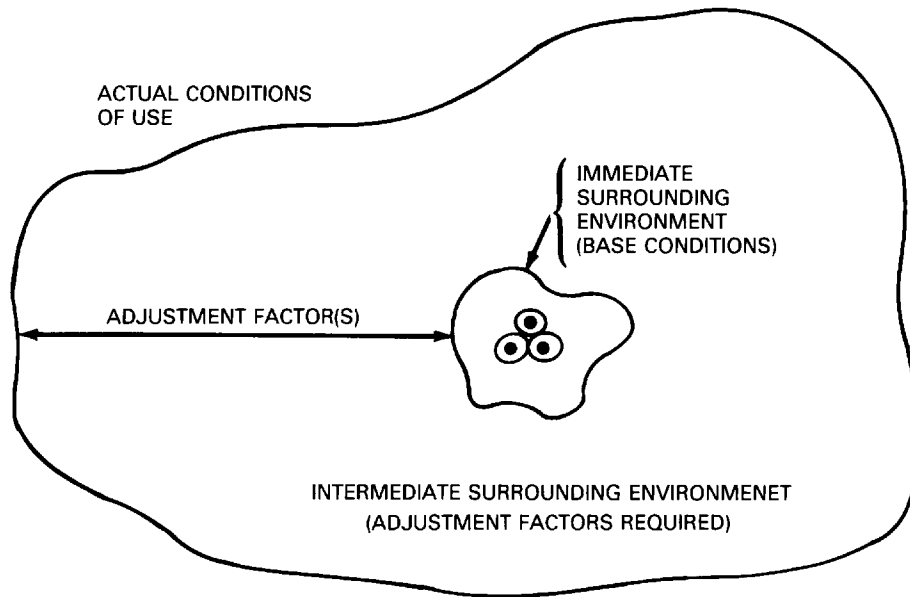 ACTUAL CONDITIONS
OF USE
IMMEDIATE
SURROUNDING
ENVIRONMENT
(BASE CONDITIONS)
ADJUSTMENT FACTOR(S)
INTERMEDIATE SURROUNDING ENVIRONMENET
(ADJUSTMENT FACTORS REQUIRED)